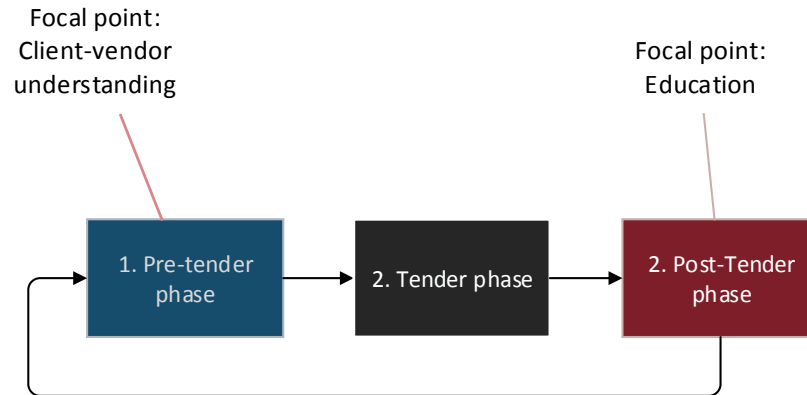 Focal point:
Client-vendor
understanding
Focal point:
Education
1. Pre-tender
phase
2. Tender phase
2. Post-Tender
phase